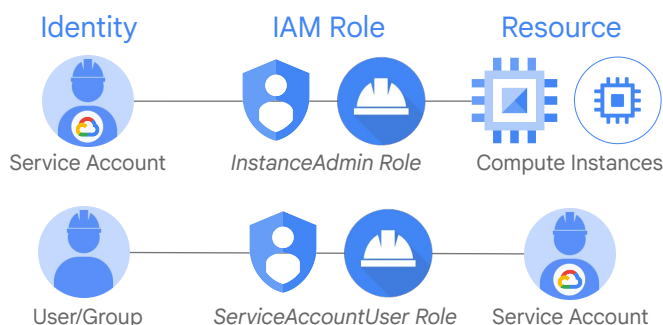 Identity IAM Role Resource
Service Account InstanceAdmin Role Compute Instances
User/Group ServiceAccountUser Role Service Account